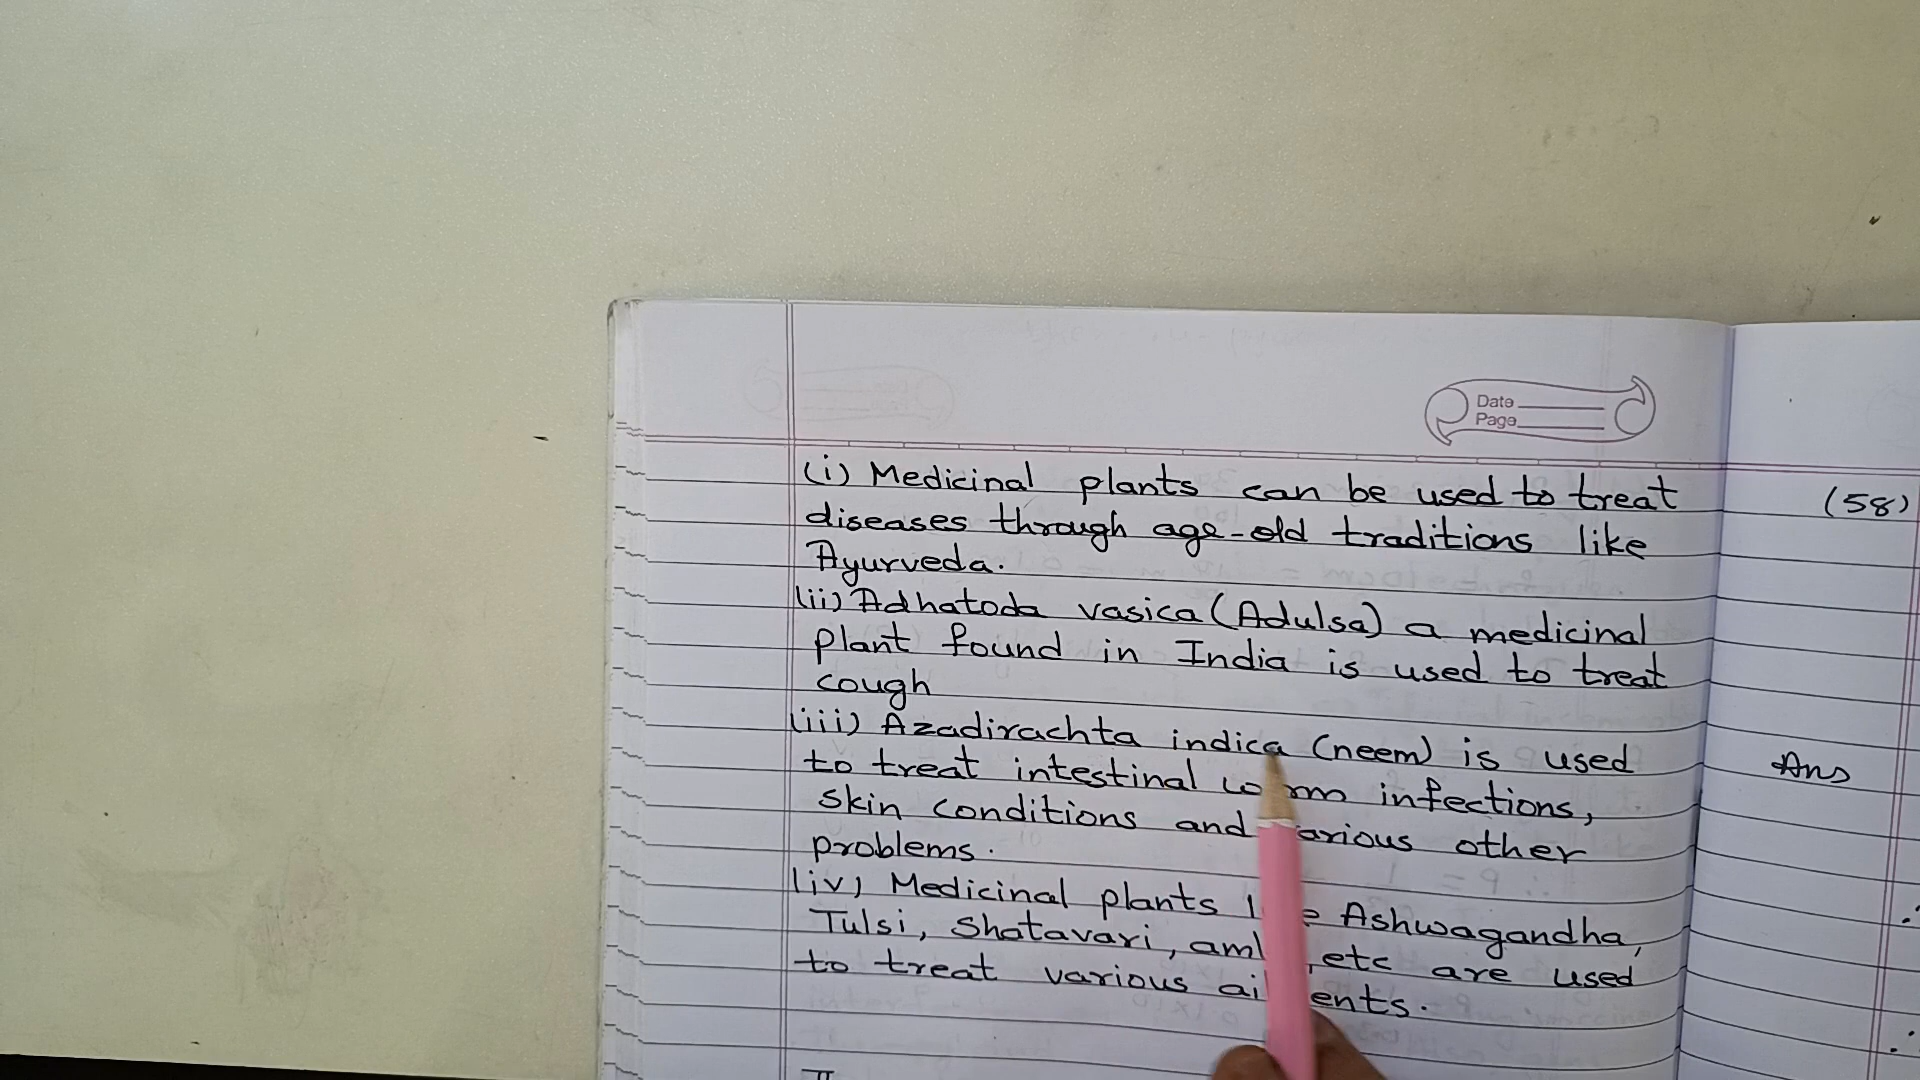 Date
Page
(i) Medicinal plants can be used to treat
diseases through age-old traditions like
Ayurveda.
(ii) Adhatoda vasica (Adulsa) a medicinal
plant found in India is used to treat
cough
(iii) Azadirachta indica (neem) is used
to treat intestinal infections,
skin conditions and other
problems.
(iv) Medicinal plants Ashwagandha,
Tulsi, Shatavari, etc are used
to treat various
(58)
Ans